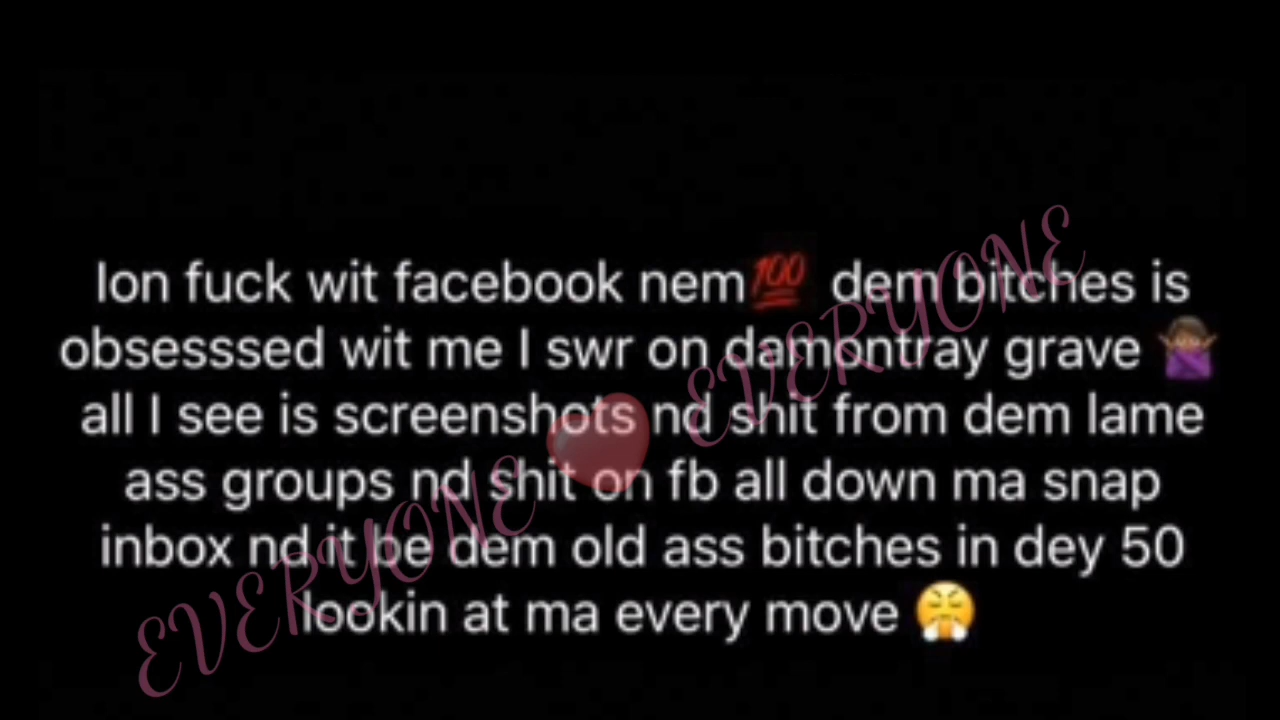 Ion fuck wit facebook nem💯 dem bitches is
obsesssed wit me I swr on damontray grave 🙅🏽‍♀️
all I see is screenshots nd shit from dem lame
ass groups nd shit on fb all down ma snap
inbox nd it be dem old ass bitches in dey 50
lookin at ma every move 😤
EVERYONE ❤️ EVERYONE